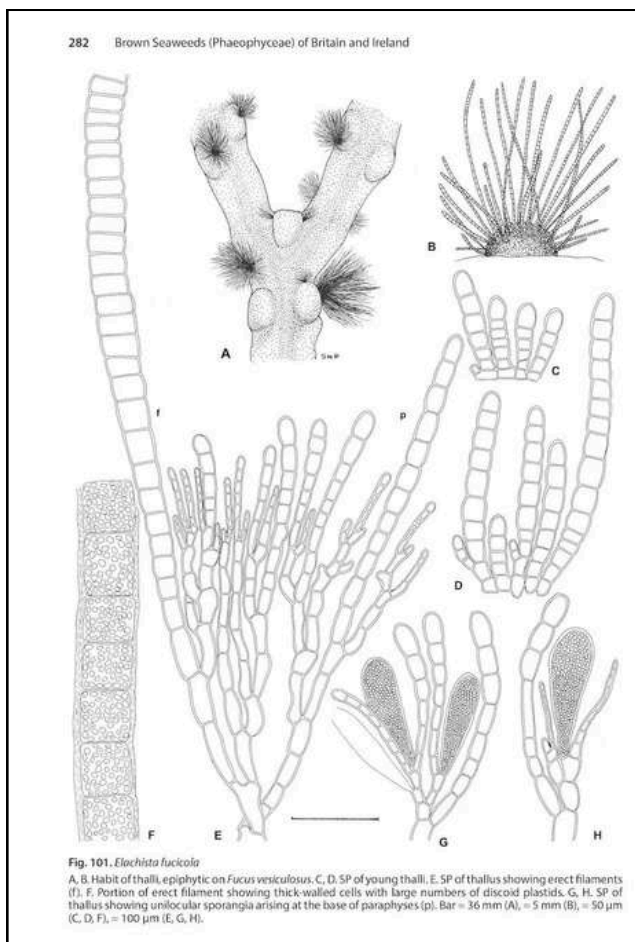 282 Brown Seaweeds (Phaeophyceae) of Britain and Ireland
A
SMP
B
C
f
p
D
F
E
G
H
Fig. 101. Elachista fucicola
A, B. Habit of thalli, epiphytic on Fucus vesiculosus. C, D. SP of young thalli. E. SP of thallus showing erect filaments
(f). F. Portion of erect filament showing thick-walled cells with large numbers of discoid plastids. G, H. SP of
thallus showing unilocular sporangia arising at the base of paraphyses (p). Bar = 36 mm (A), = 5 mm (B), = 50 µm
(C, D, F), = 100 µm (E, G, H).